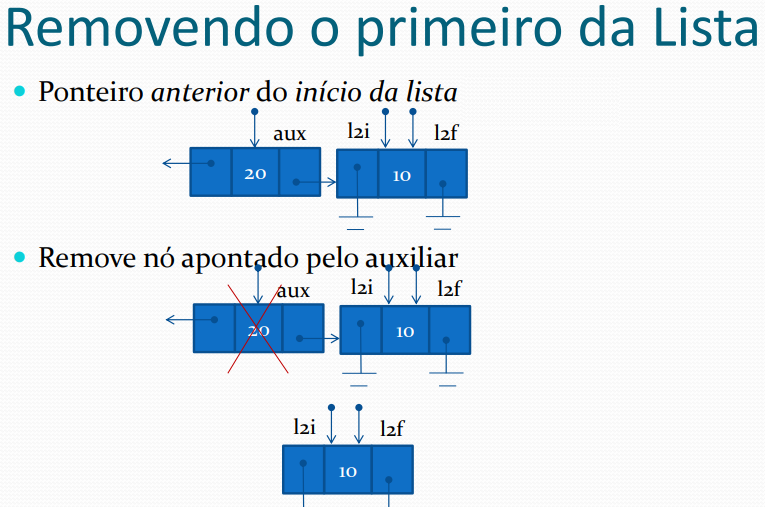 Removendo o primeiro da Lista
Ponteiro anterior do início da lista
aux l2i l2f
20 10
Remove nó apontado pelo auxiliar
aux l2i l2f
20 10
l2i l2f
10